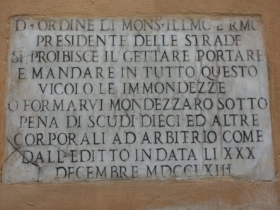 D · ORDINE DI MONS · ILLMO E RMO
PRESIDENTE DELLE STRADE
SI PROIBISCE IL GETTARE PORTARE
E MANDARE IN TUTTO QUESTO
VICOLO LE IMMONDEZZE
O FORMARVI MONDEZZARO SOTTO
PENA DI SCUDI DIECI ED ALTRE
CORPORALI AD ARBITRIO COME
DALL EDITTO IN DATA LI XXX
DECEMBRE MDCCLXIII